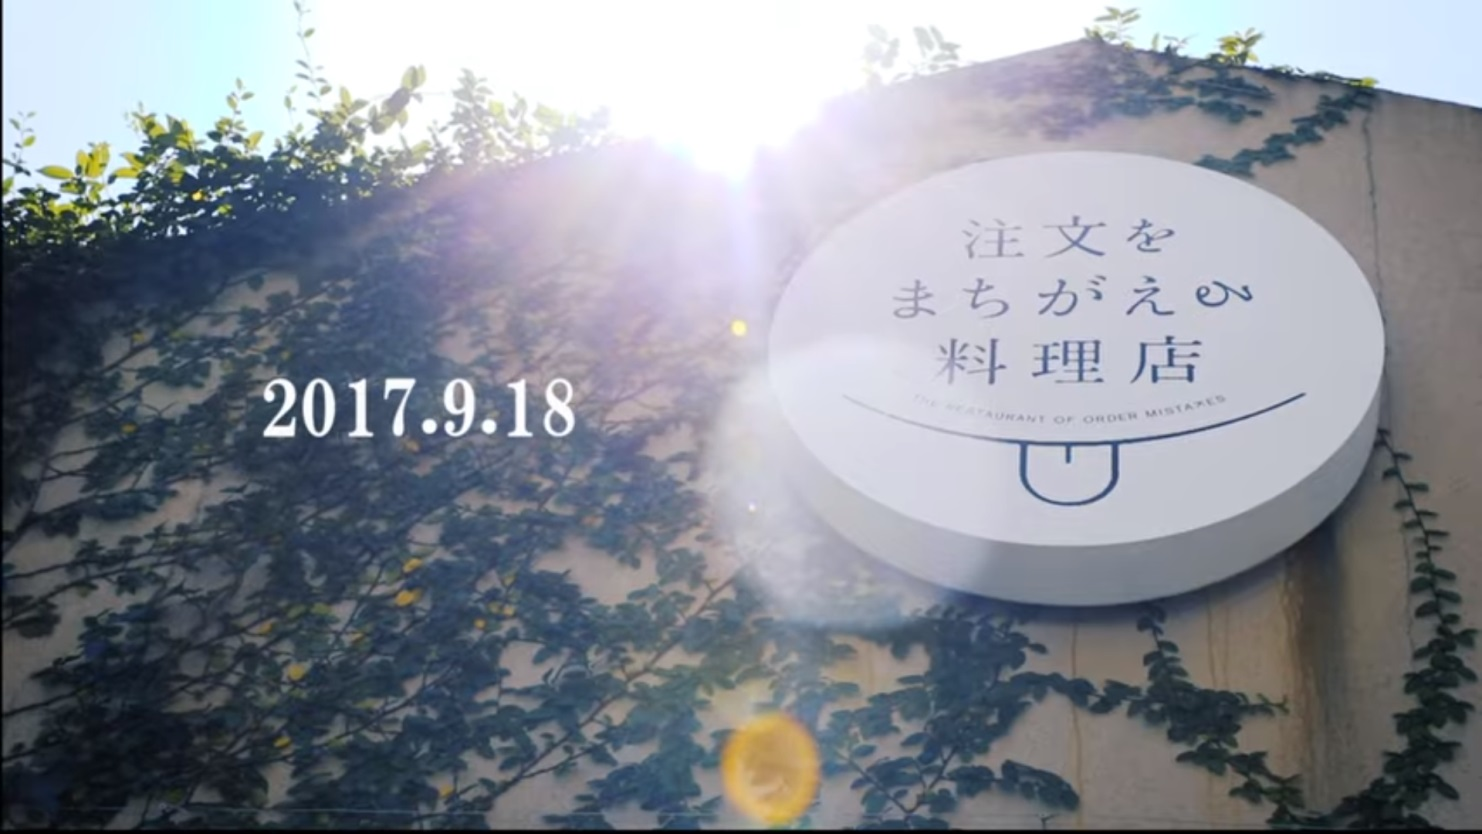 2017.9.18
注文を
まちがえる
料理店
THE RESTAURANT OF ORDER MISTAKES